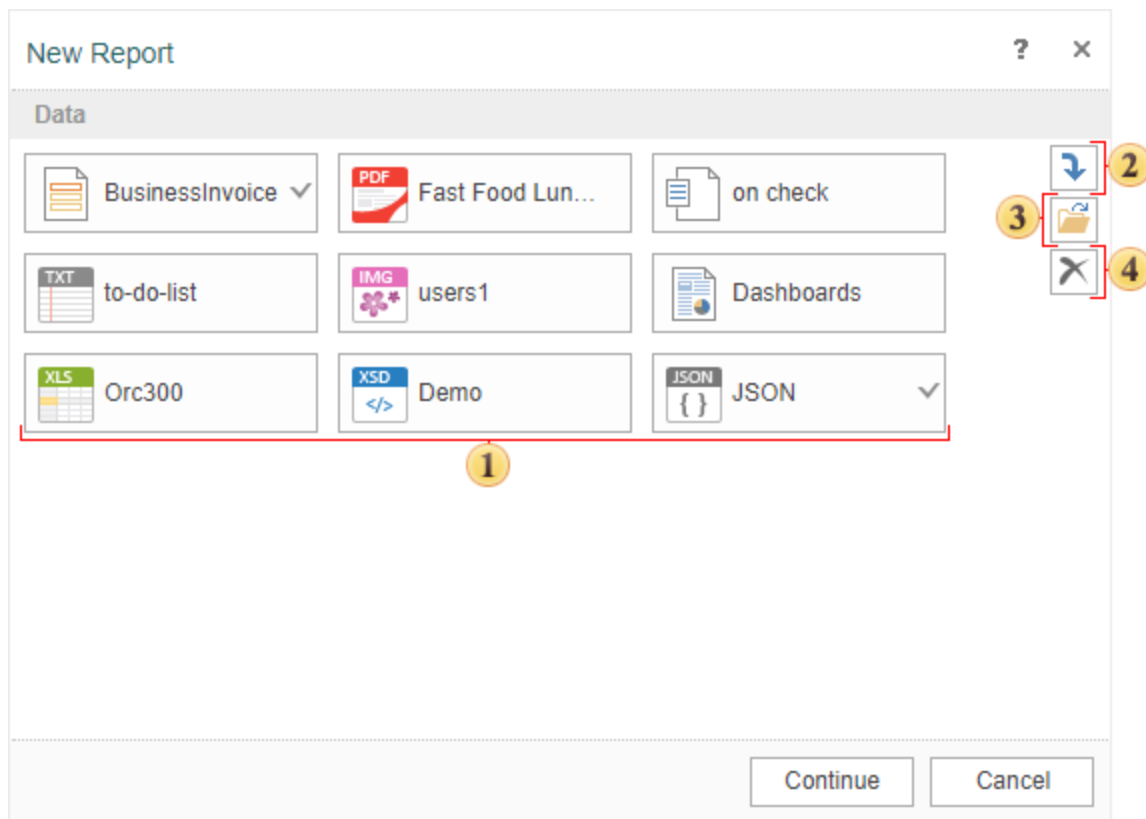 New Report ? ×
Data
BusinessInvoice
PDF Fast Food Lun...
on check
2
3
4
TXT to-do-list
IMG users1
Dashboards
XLS Orc300
XSD </> Demo
JSON { } JSON
1
Continue Cancel